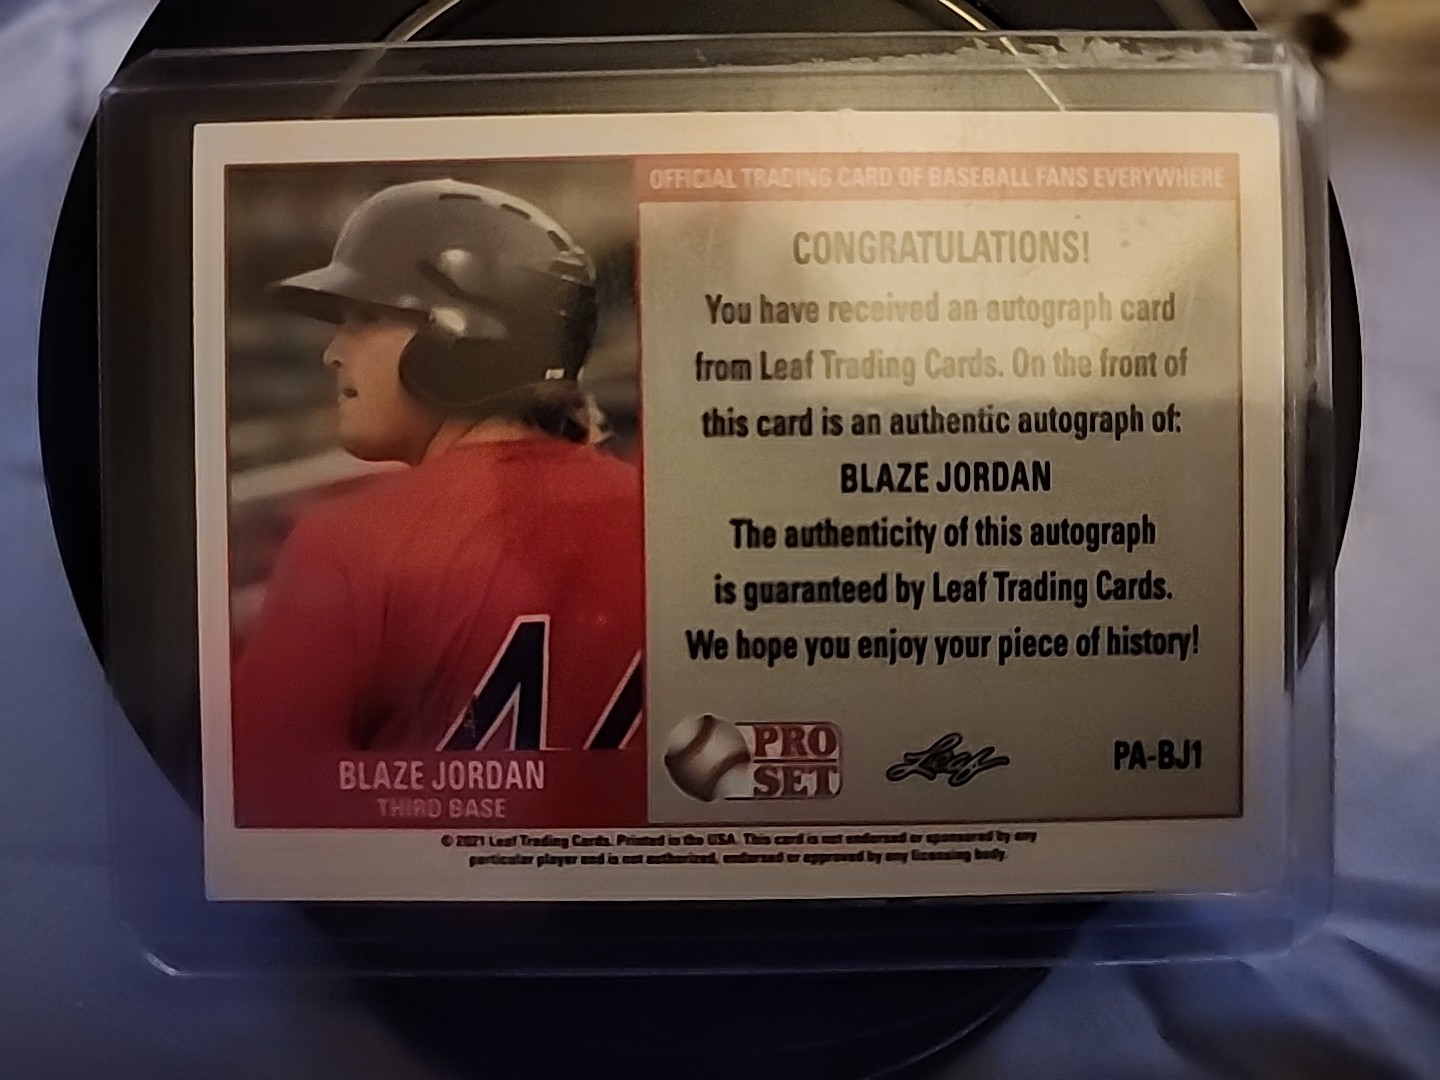 OFFICIAL TRADING CARD OF BASEBALL FANS EVERYWHERE
CONGRATULATIONS!
You have received an autograph card
from Leaf Trading Cards. On the front of
this card is an authentic autograph of:
BLAZE JORDAN
The authenticity of this autograph
is guaranteed by Leaf Trading Cards.
We hope you enjoy your piece of history!
PRO
SET
Leaf
PA-BJ1
44
BLAZE JORDAN
THIRD BASE
© 2021 Leaf Trading Cards. Printed in the USA. This card is not endorsed or sponsored by any
particular player and is not authorized, endorsed or approved by any licensing body.